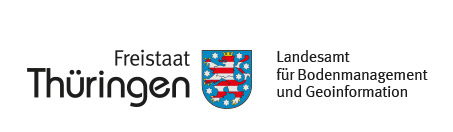 Freistaat
Thüringen
Landesamt
für Bodenmanagement
und Geoinformation